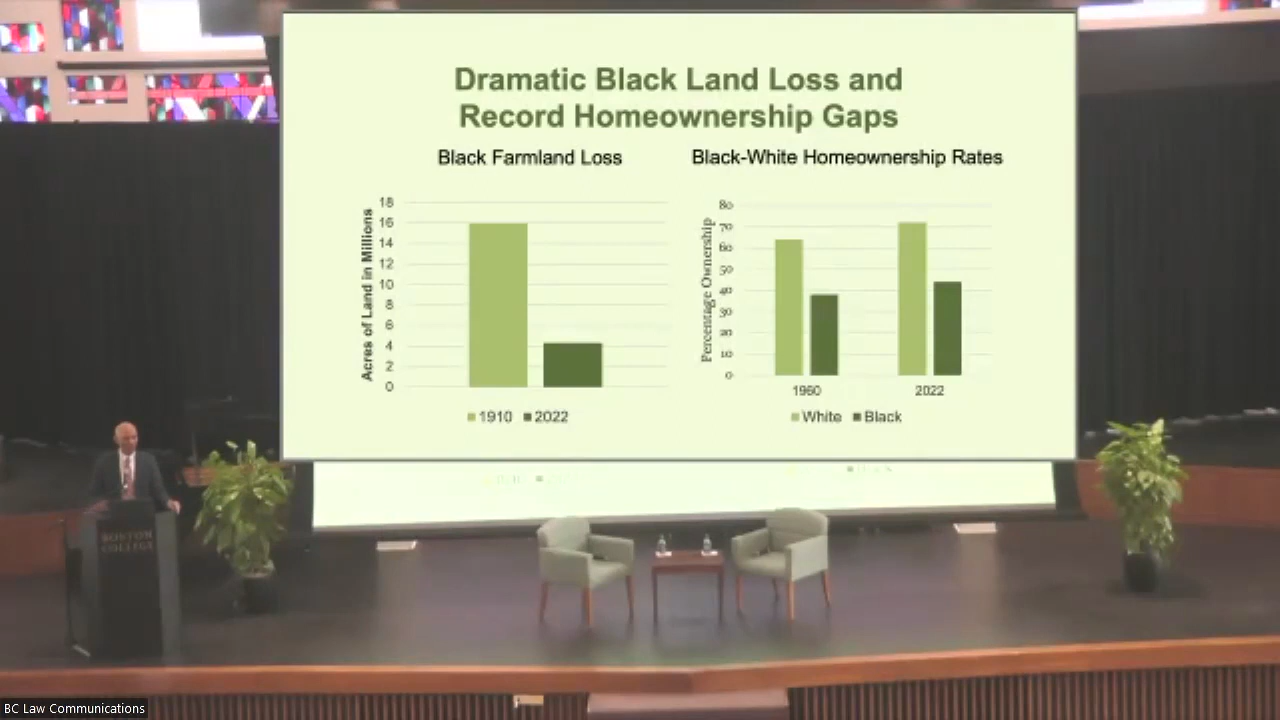 Dramatic Black Land Loss and
Record Homeownership Gaps
Black Farmland Loss
Acres of Land in Millions
18
16
14
12
10
8
6
4
2
0
1910 2022
Black-White Homeownership Rates
Percentage Ownership
80
70
60
50
40
30
20
10
0
1960 2022
White Black
BOSTON
COLLEGE
BC Law Communications